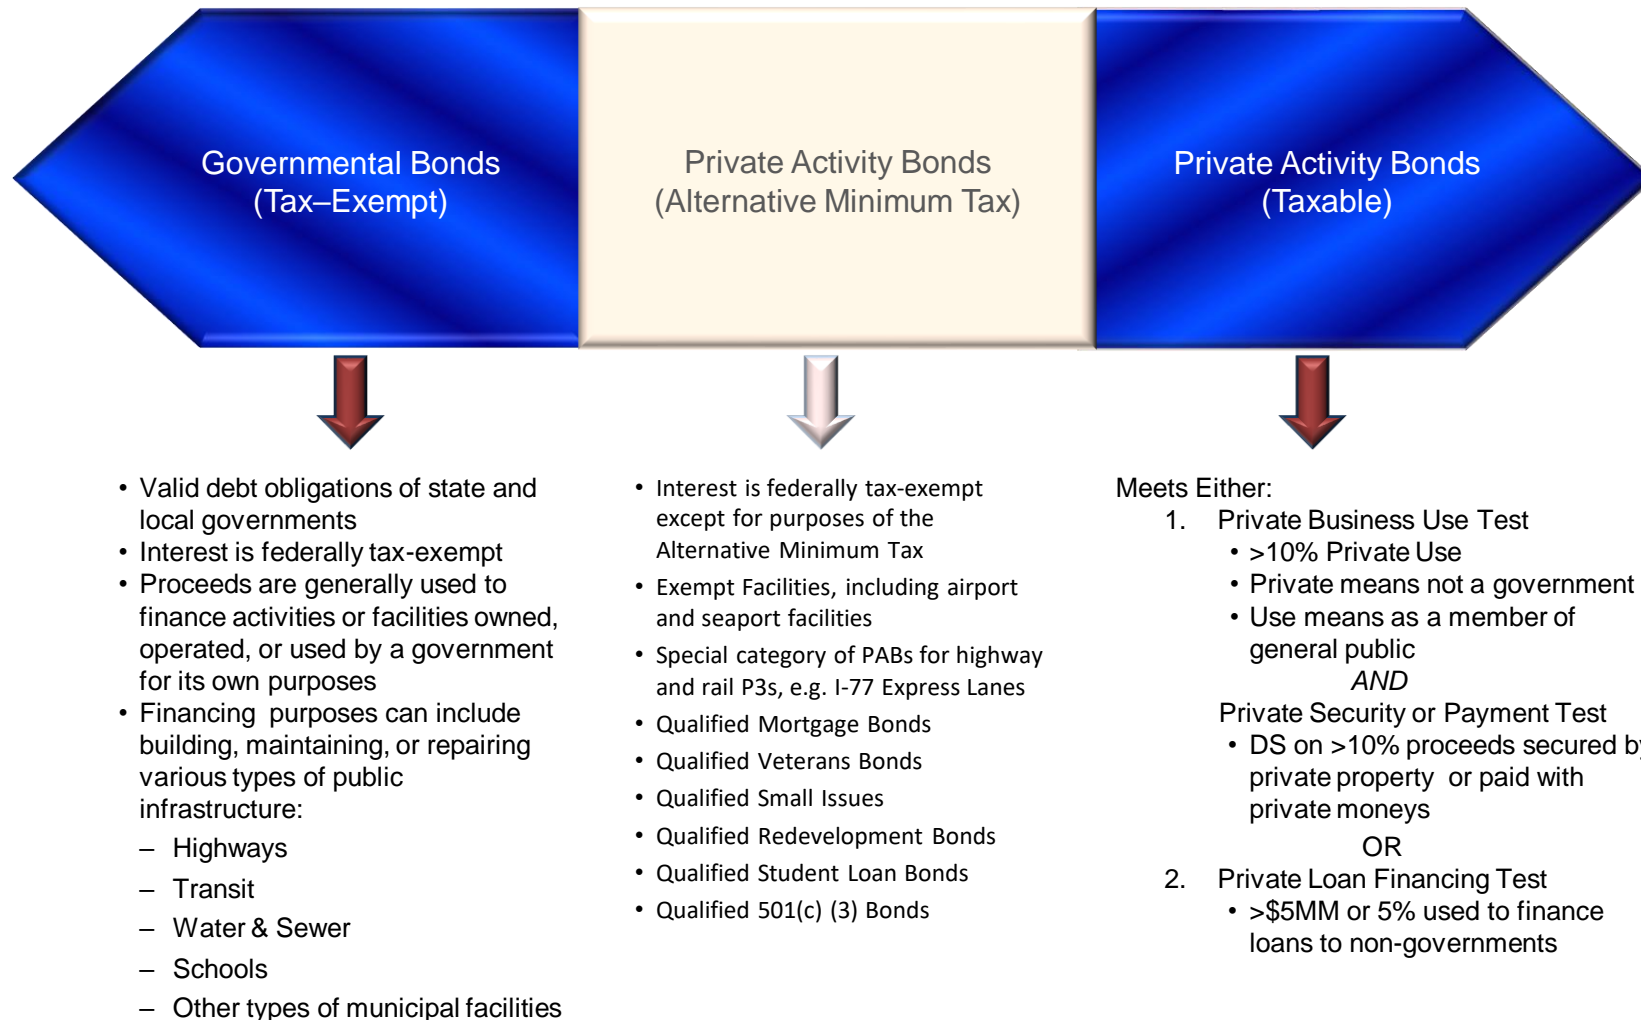 Governmental Bonds
(Tax–Exempt)
Private Activity Bonds
(Alternative Minimum Tax)
Private Activity Bonds
(Taxable)
• Valid debt obligations of state and
local governments
• Interest is federally tax-exempt
• Proceeds are generally used to
finance activities or facilities owned,
operated, or used by a government
for its own purposes
• Financing purposes can include
building, maintaining, or repairing
various types of public
infrastructure:
– Highways
– Transit
– Water & Sewer
– Schools
– Other types of municipal facilities
• Interest is federally tax-exempt
except for purposes of the
Alternative Minimum Tax
• Exempt Facilities, including airport
and seaport facilities
• Special category of PABs for highway
and rail P3s, e.g. I-77 Express Lanes
• Qualified Mortgage Bonds
• Qualified Veterans Bonds
• Qualified Small Issues
• Qualified Redevelopment Bonds
• Qualified Student Loan Bonds
• Qualified 501(c) (3) Bonds
Meets Either:
1. Private Business Use Test
• >10% Private Use
• Private means not a government
• Use means as a member of
general public
AND
Private Security or Payment Test
• DS on >10% proceeds secured by
private property or paid with
private moneys
OR
2. Private Loan Financing Test
• >$5MM or 5% used to finance
loans to non-governments